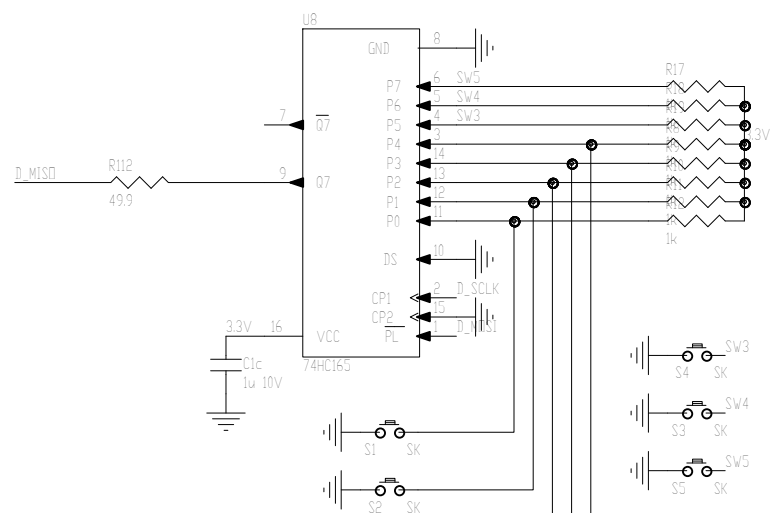 U8
GND 8
P7 6 SW5 R17
P6 5 SW4
Q7 7 P5 4 SW3
P4 3 3.3V
D_MISO R112 9 Q7 P3 14
49.9 P2 13
P1 12
P0 11 1k
DS 10
CP1 2 D_SCLK
CP2 15
3.3V 16 VCC PL 1 D_MOSI
C1c
1u 10V
74HC165
SW3
S4 SK
SW4
S3 SK
S1 SK
SW5
S5 SK
S2 SK